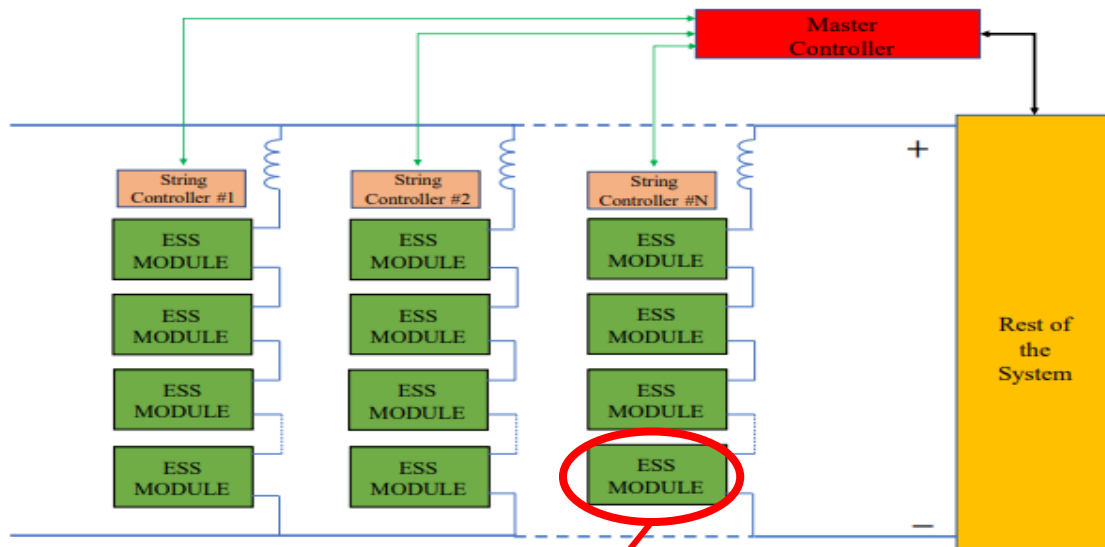 Master
Controller
String
Controller #1
String
Controller #2
String
Controller #N
+
ESS
MODULE
ESS
MODULE
ESS
MODULE
ESS
MODULE
ESS
MODULE
ESS
MODULE
ESS
MODULE
ESS
MODULE
ESS
MODULE
ESS
MODULE
ESS
MODULE
ESS
MODULE
Rest of
the
System
−